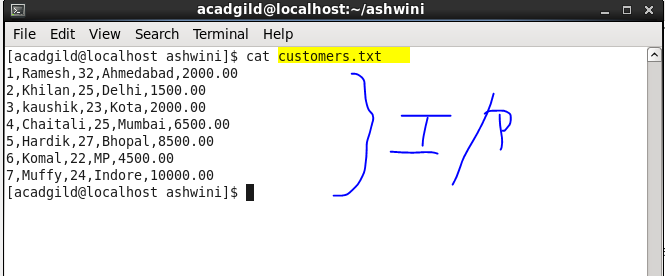 acadgild@localhost:~/ashwini
File Edit View Search Terminal Help
[acadgild@localhost ashwini]$ cat customers.txt
1,Ramesh,32,Ahmedabad,2000.00
2,Khilan,25,Delhi,1500.00
3,kaushik,23,Kota,2000.00
4,Chaitali,25,Mumbai,6500.00
5,Hardik,27,Bhopal,8500.00
6,Komal,22,MP,4500.00
7,Muffy,24,Indore,10000.00
[acadgild@localhost ashwini]$
I/P